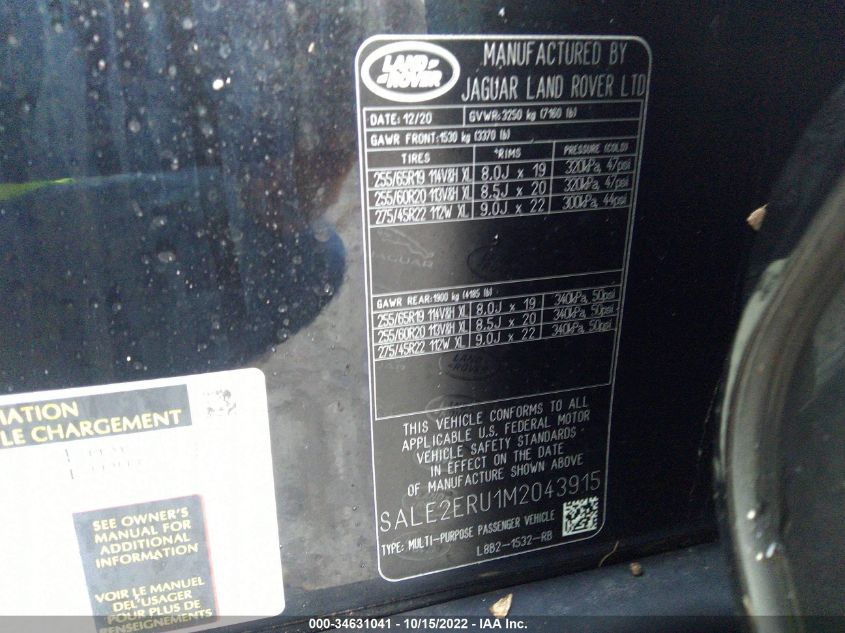 LAND ROVER
MANUFACTURED BY
JAGUAR LAND ROVER LTD
DATE: 12/20 GVWR: 3250 kg (7160 lb)
GAWR FRONT: 1530 kg (3370 lb)
TIRES *RIMS PRESSURE (COLD)
255/65R19 114V&H XL 8.0J x 19 320kPa, 47psi
255/60R20 113V&H XL 8.5J x 20 320kPa, 47psi
275/45R22 112W XL 9.0J x 22 300kPa, 44psi
JAGUAR
GAWR REAR: 1900 kg (4185 lb)
255/65R19 114V&H XL 8.0J x 19 340kPa, 50psi
255/60R20 113V&H XL 8.5J x 20 340kPa, 50psi
275/45R22 112W XL 9.0J x 22 340kPa, 50psi
LAND ROVER
THIS VEHICLE CONFORMS TO ALL
APPLICABLE U.S. FEDERAL MOTOR
VEHICLE SAFETY STANDARDS
IN EFFECT ON THE DATE
OF MANUFACTURE SHOWN ABOVE
SALE2ERU1M2043915
TYPE: MULTI-PURPOSE PASSENGER VEHICLE
L8B2-1532-RB
MATION
LE CHARGEMENT
SEE OWNER'S
MANUAL FOR
ADDITIONAL
INFORMATION
VOIR LE MANUEL
DEL'USAGER
POUR PLUS DE
RENSEIGNEMENTS
000-34631041 - 10/15/2022 - IAA Inc.